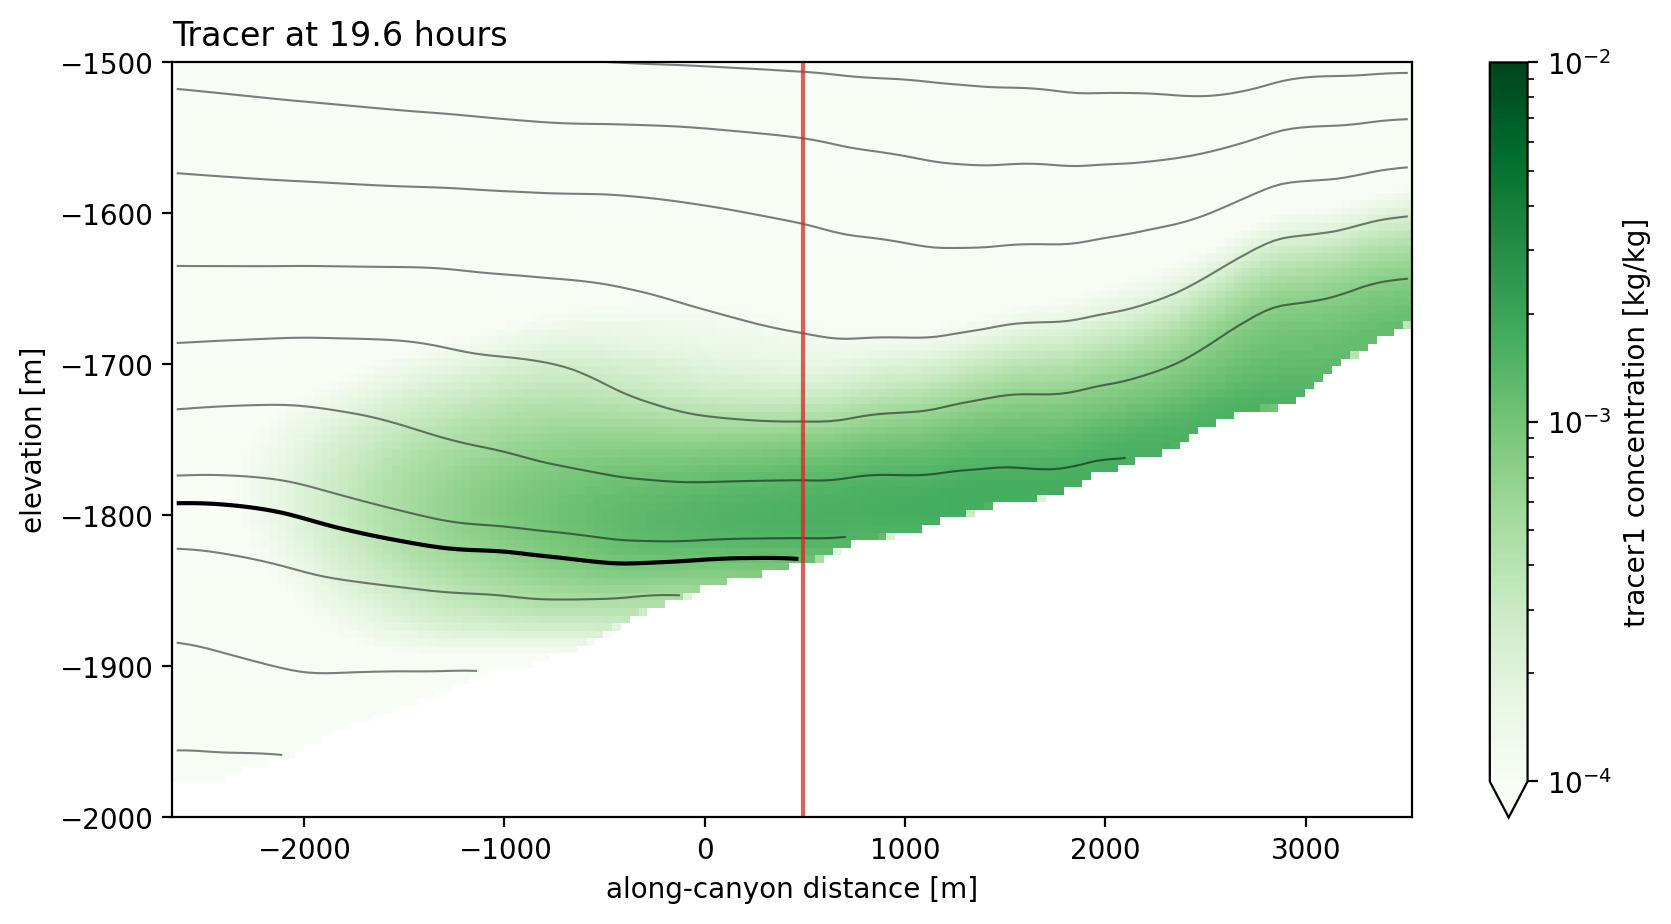 Tracer at 19.6 hours
−1500
−1600
−1700
−1800
−1900
−2000
elevation [m]
−2000 −1000 0 1000 2000 3000
along-canyon distance [m]
10⁻²
10⁻³
10⁻⁴
tracer1 concentration [kg/kg]